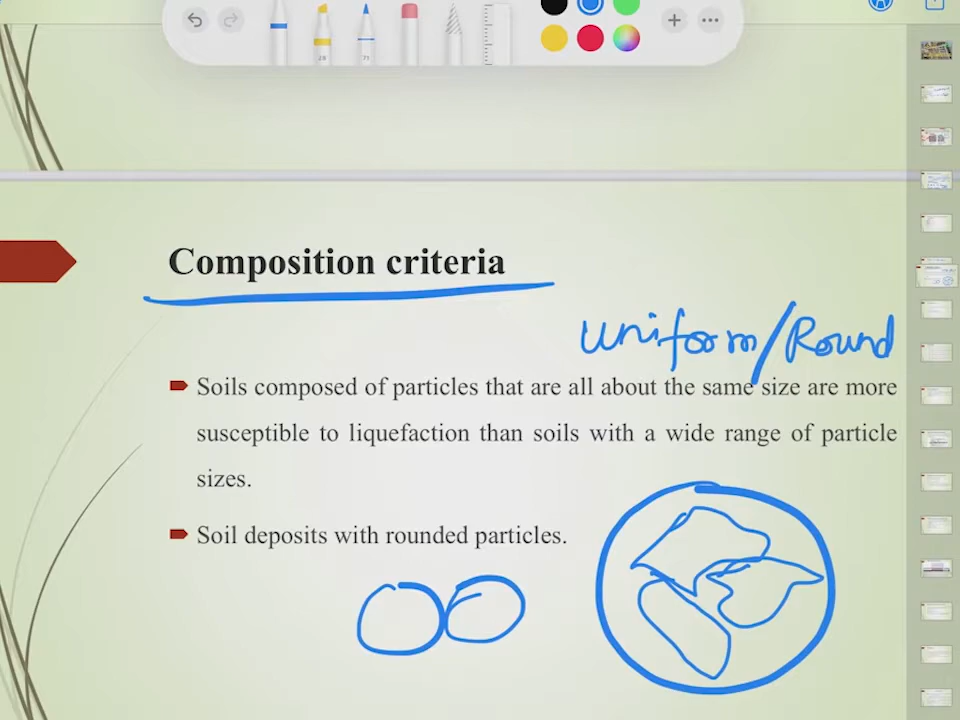 Composition criteria
Uniform/Round
Soils composed of particles that are all about the same size are more
susceptible to liquefaction than soils with a wide range of particle
sizes.
Soil deposits with rounded particles.